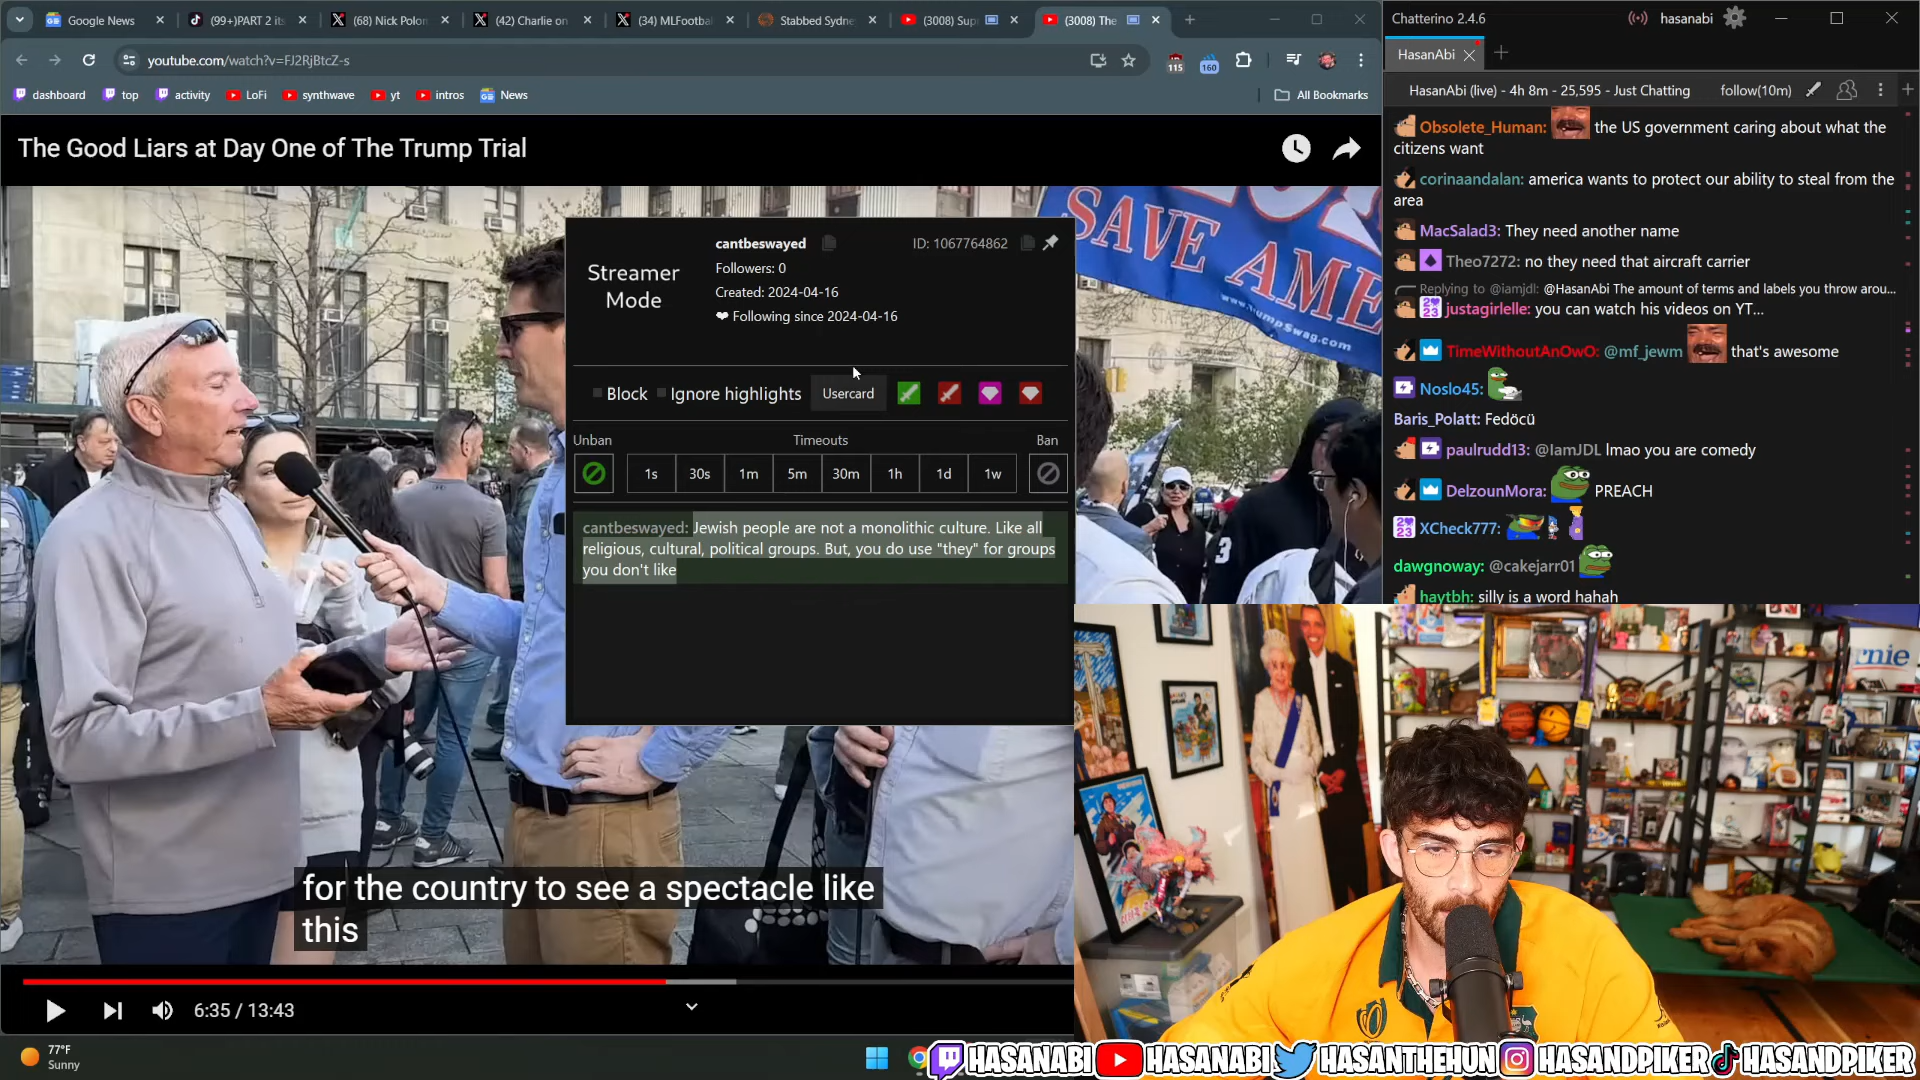 Google News
(99+)PART 2 its
(68) Nick Polom
(42) Charlie on
(34) MLFootbal
Stabbed Sydne
(3008) Sup
(3008) The
youtube.com/watch?v=FJ2RjBtcZ-s
115
160
dashboard
top
activity
LoFi
synthwave
yt
intros
News
All Bookmarks
The Good Liars at Day One of The Trump Trial
SAVE AME
www.TrumpSwag.com
Streamer
Mode
cantbeswayed
ID: 1067764862
Followers: 0
Created: 2024-04-16
❤ Following since 2024-04-16
Block
Ignore highlights
Usercard
Unban
Timeouts
Ban
1s
30s
1m
5m
30m
1h
1d
1w
cantbeswayed: Jewish people are not a monolithic culture. Like all
religious, cultural, political groups. But, you do use "they" for groups
you don't like
for the country to see a spectacle like
this
6:35 / 13:43
77°F
Sunny
Chatterino 2.4.6
hasanabi
HasanAbi
HasanAbi (live) - 4h 8m - 25,595 - Just Chatting
follow(10m)
Obsolete_Human: the US government caring about what the
citizens want
corinaandalan: america wants to protect our ability to steal from the
area
MacSalad3: They need another name
Theo7272: no they need that aircraft carrier
Replying to @iamjdl: @HasanAbi The amount of terms and labels you throw arou...
2023 justagirlelle: you can watch his videos on YT...
TimeWithoutAnOwO: @mf_jewm that's awesome
Noslo45:
Baris_Polatt: Fedöcü
paulrudd13: @IamJDL lmao you are comedy
DelzounMora: PREACH
2023 XCheck777:
dawgnoway: @cakejarr01
haytbh: silly is a word hahah
rnie
HASANABI
HASANABI
HASANTHEHUN
HASANDPIKER
HASANDPIKER